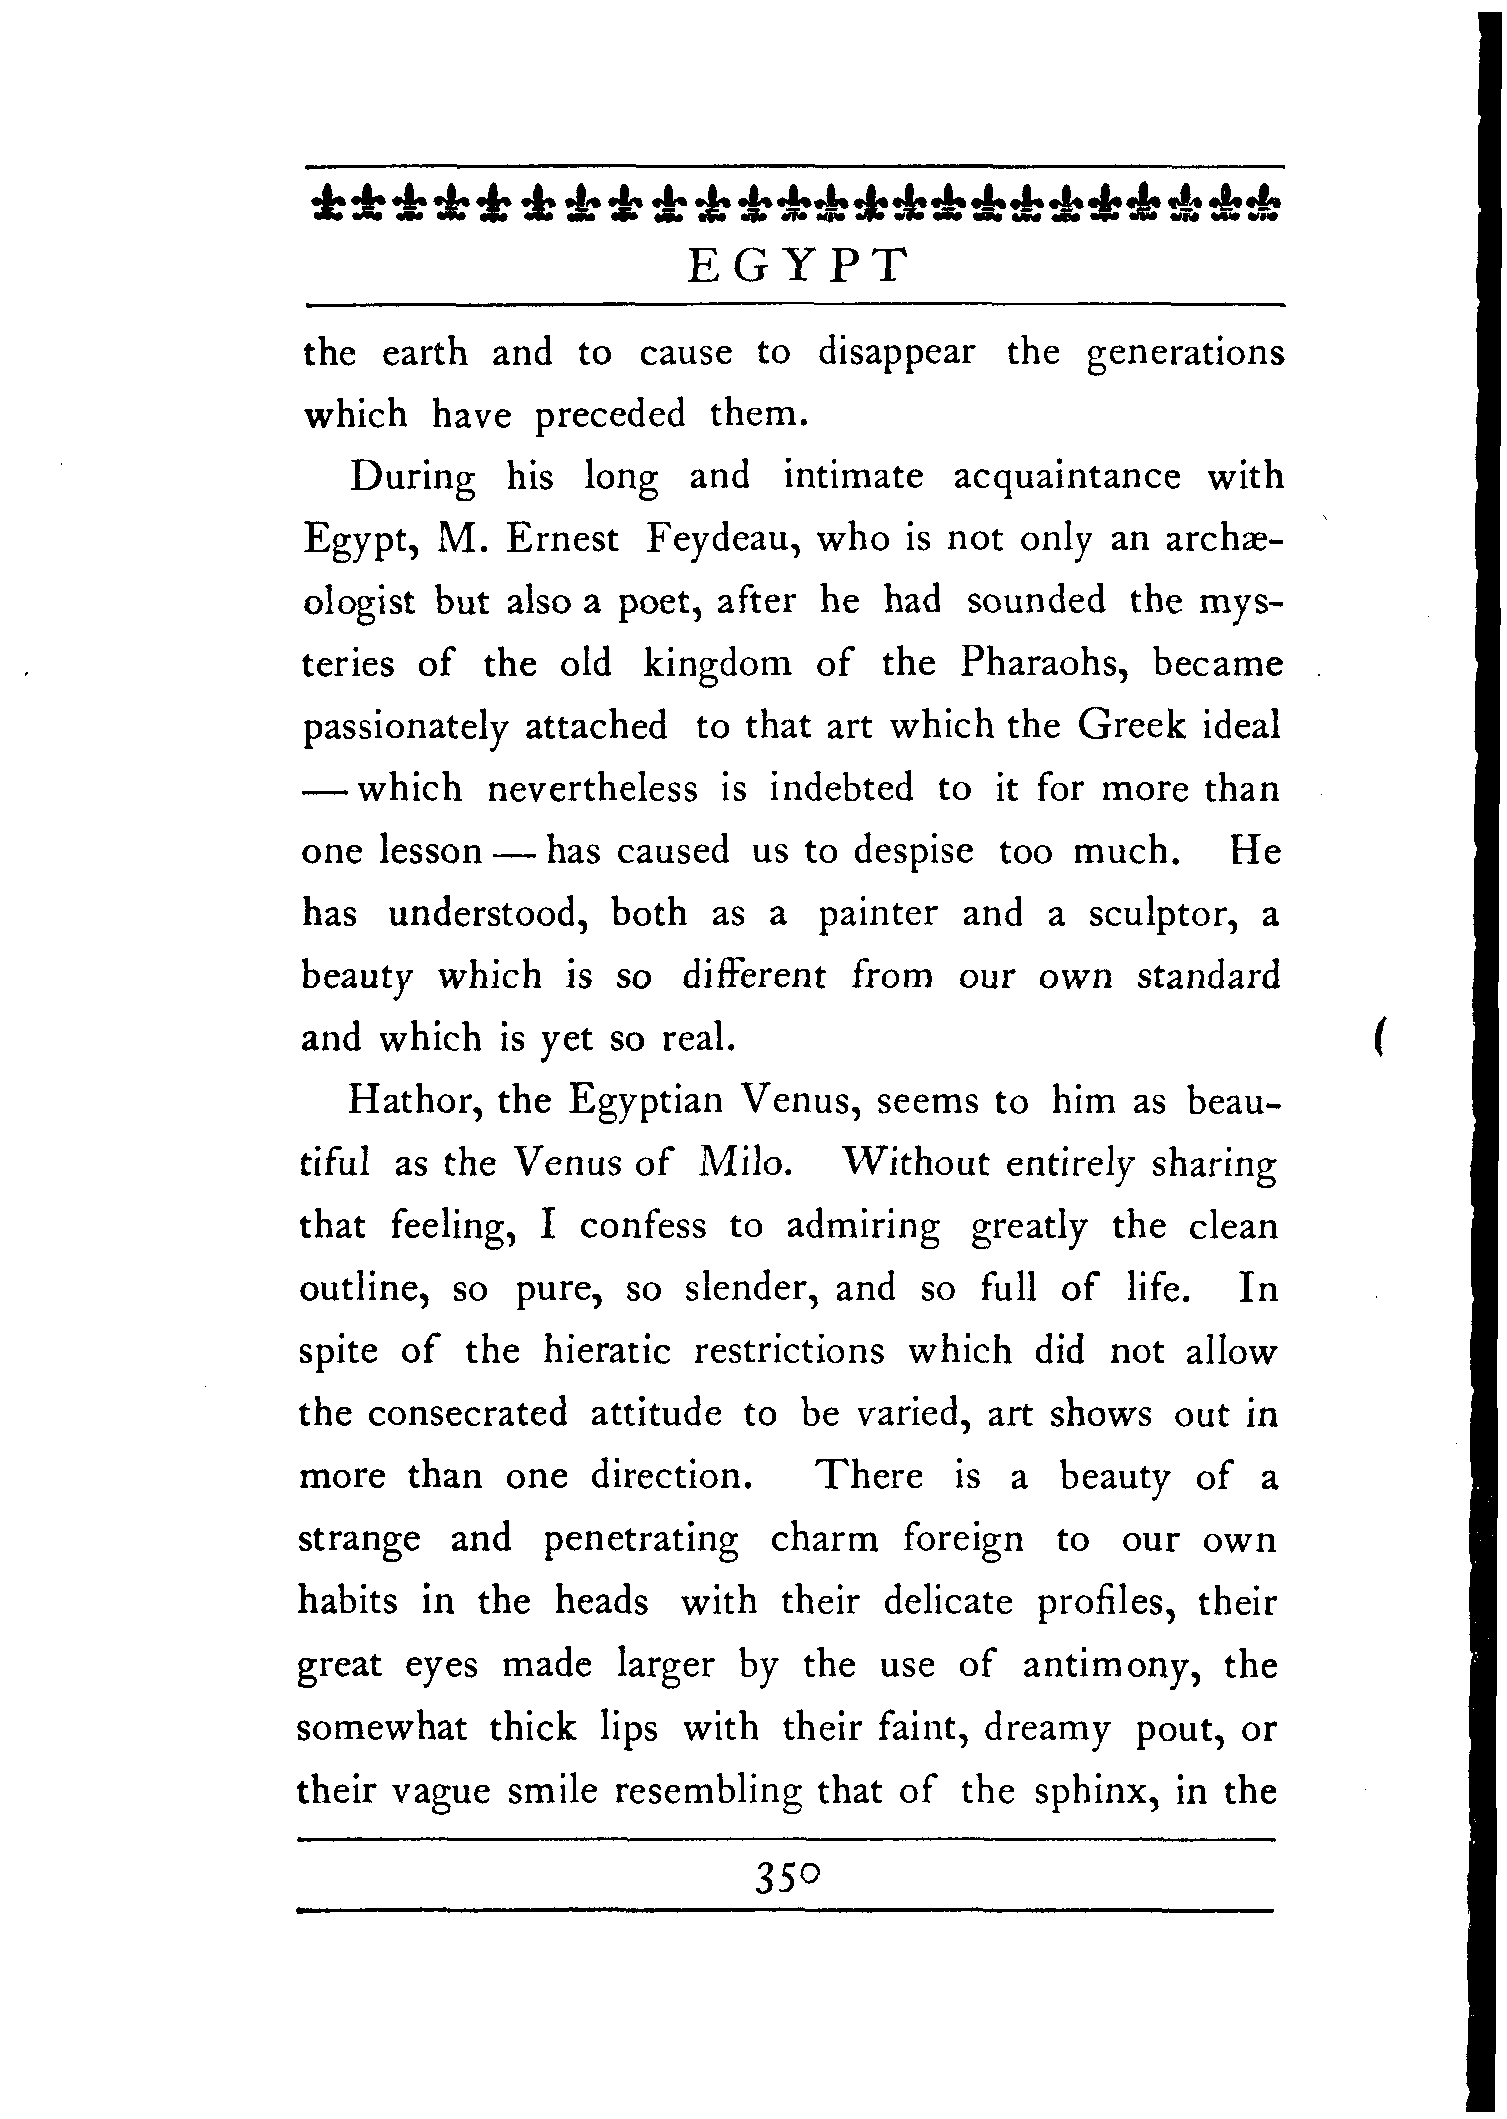 EGYPT
the earth and to cause to disappear the generations
which have preceded them.
During his long and intimate acquaintance with
Egypt, M. Ernest Feydeau, who is not only an archæ-
ologist but also a poet, after he had sounded the mys-
teries of the old kingdom of the Pharaohs, became
passionately attached to that art which the Greek ideal
— which nevertheless is indebted to it for more than
one lesson — has caused us to despise too much. He
has understood, both as a painter and a sculptor, a
beauty which is so different from our own standard
and which is yet so real.
Hathor, the Egyptian Venus, seems to him as beau-
tiful as the Venus of Milo. Without entirely sharing
that feeling, I confess to admiring greatly the clean
outline, so pure, so slender, and so full of life. In
spite of the hieratic restrictions which did not allow
the consecrated attitude to be varied, art shows out in
more than one direction. There is a beauty of a
strange and penetrating charm foreign to our own
habits in the heads with their delicate profiles, their
great eyes made larger by the use of antimony, the
somewhat thick lips with their faint, dreamy pout, or
their vague smile resembling that of the sphinx, in the
350